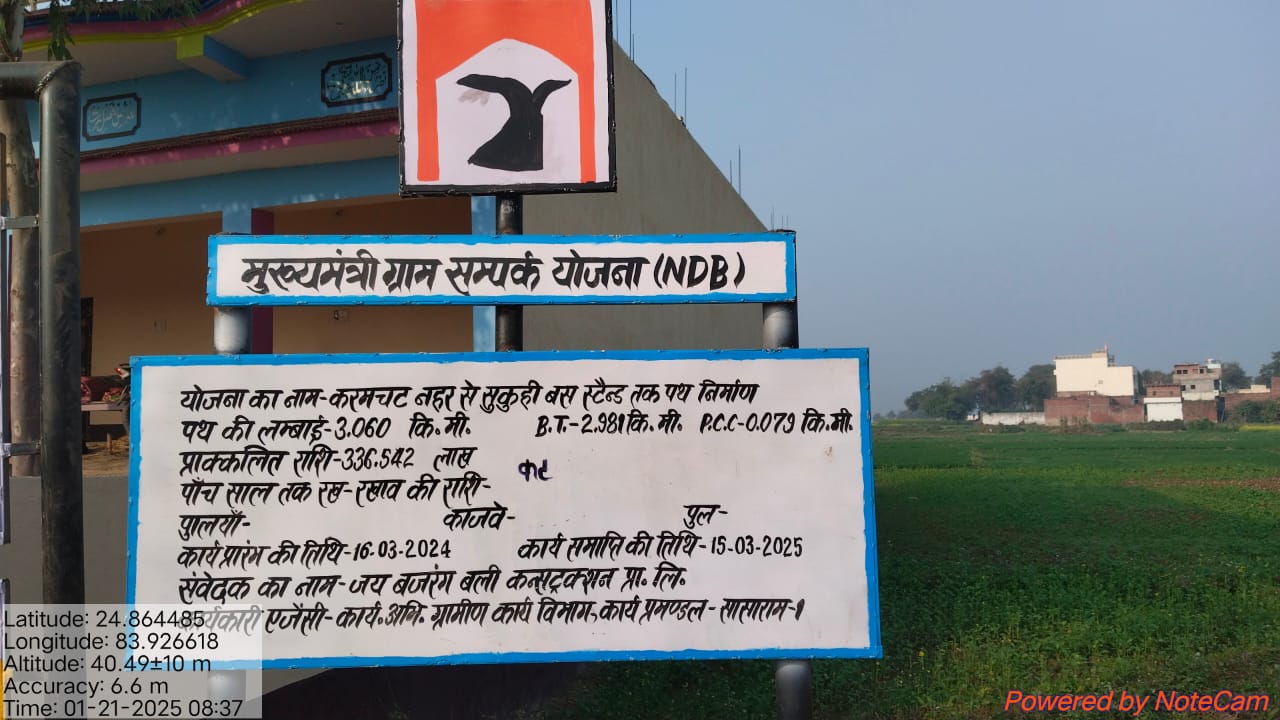 मुख्यमंत्री ग्राम सम्पर्क योजना (NDB)
योजना का नाम-करमचट नहर से सुकुही बस स्टैन्ड तक पथ निर्माण
पथ की लम्बाई-3.060 कि.मी. B.T.-2.981 कि.मी. P.C.C-0.079 कि.मी.
प्राक्कलित राशि-336.542 लाख
पाँच साल तक रख-रखाव की राशि-
पुलियाँ- काजवे- पुल-
कार्य प्रारंभ की तिथि-16-03-2024 कार्य समाप्ति की तिथि-15-03-2025
संवेदक का नाम-जय बजरंग बली कन्सट्रक्शन प्रा. लि.
कार्यकारी एजेंसी-कार्य. अभि. ग्रामीण कार्य विभाग, कार्य प्रमण्डल-सासाराम-1
Latitude: 24.864485
Longitude: 83.926618
Altitude: 40.49±10 m
Accuracy: 6.6 m
Time: 01-21-2025 08:37
Powered by NoteCam